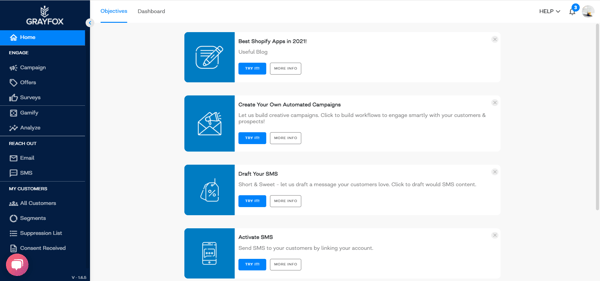 GRAYFOX
Objectives
Dashboard
HELP
3
Home
ENGAGE
Campaign
Offers
Surveys
Gamify
Analyze
REACH OUT
Email
SMS
MY CUSTOMERS
All Customers
Segments
Suppression List
Consent Received
V : 1.4.5
Best Shopify Apps in 2021!
Useful Blog
TRY IT!
MORE INFO
Create Your Own Automated Campaigns
Let us build creative campaigns. Click to build workflows to engage smartly with your customers &
prospects!
TRY IT!
MORE INFO
Draft Your SMS
Short & Sweet - let us draft a message your customers love. Click to draft would SMS content.
TRY IT!
MORE INFO
Activate SMS
Send SMS to your customers by linking your account.
TRY IT!
MORE INFO